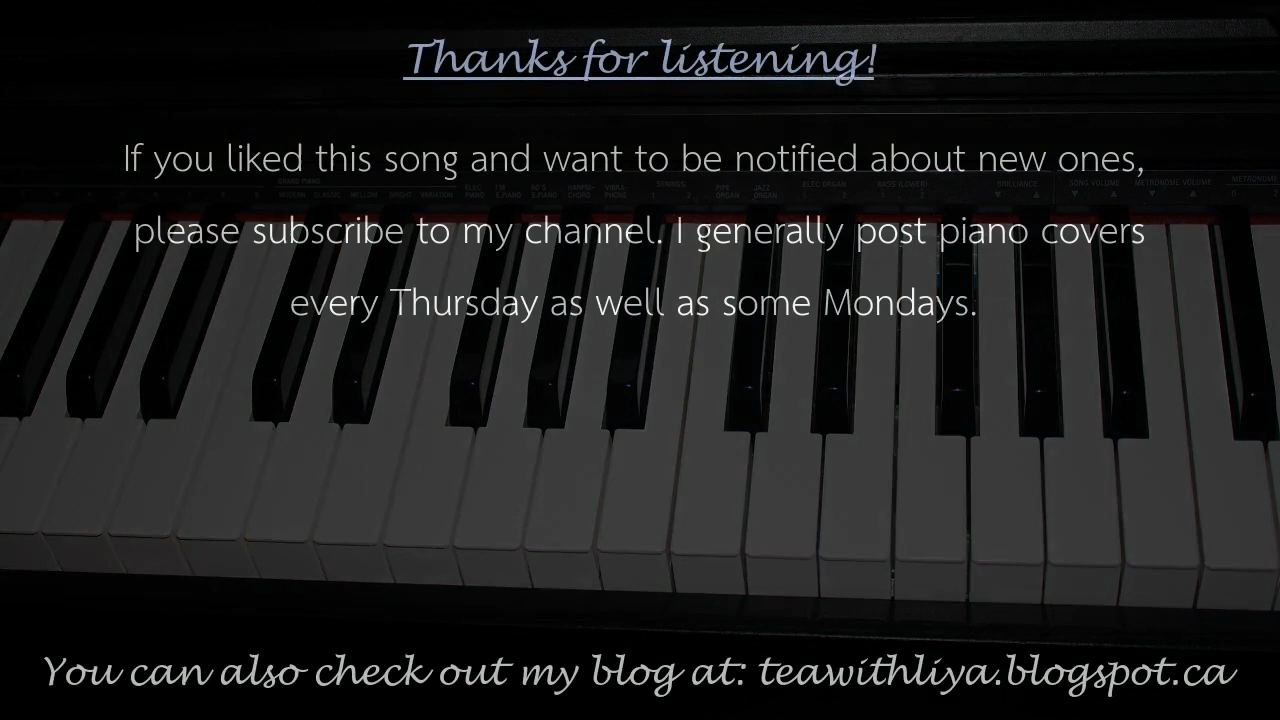 Thanks for listening!
If you liked this song and want to be notified about new ones,
please subscribe to my channel. I generally post piano covers
every Thursday as well as some Mondays.
You can also check out my blog at: teawithliya.blogspot.ca